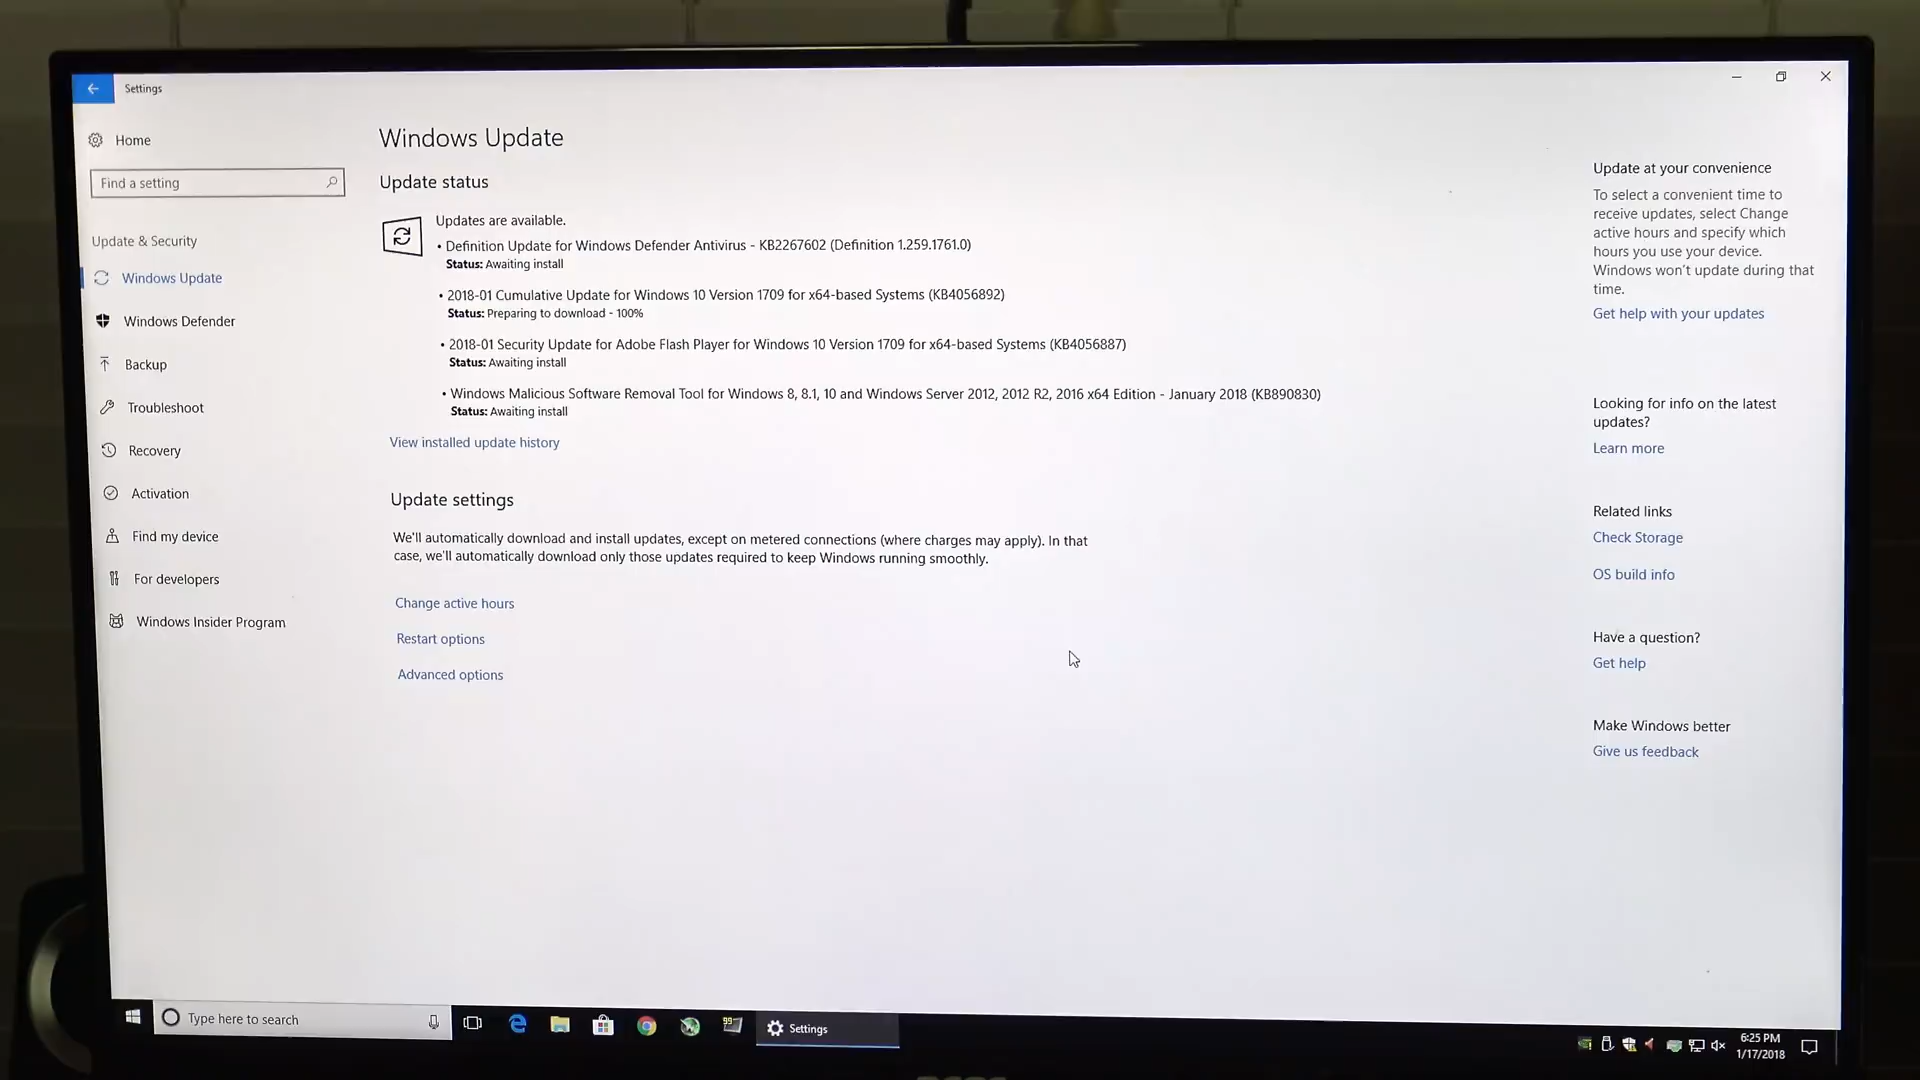 Settings
Home
Find a setting
Update & Security
Windows Update
Windows Defender
Backup
Troubleshoot
Recovery
Activation
Find my device
For developers
Windows Insider Program
Windows Update
Update status
Updates are available.
• Definition Update for Windows Defender Antivirus - KB2267602 (Definition 1.259.1761.0)
Status: Awaiting install
• 2018-01 Cumulative Update for Windows 10 Version 1709 for x64-based Systems (KB4056892)
Status: Preparing to download - 100%
• 2018-01 Security Update for Adobe Flash Player for Windows 10 Version 1709 for x64-based Systems (KB4056887)
Status: Awaiting install
• Windows Malicious Software Removal Tool for Windows 8, 8.1, 10 and Windows Server 2012, 2012 R2, 2016 x64 Edition - January 2018 (KB890830)
Status: Awaiting install
View installed update history
Update settings
We'll automatically download and install updates, except on metered connections (where charges may apply). In that
case, we'll automatically download only those updates required to keep Windows running smoothly.
Change active hours
Restart options
Advanced options
Update at your convenience
To select a convenient time to
receive updates, select Change
active hours and specify which
hours you use your device.
Windows won't update during that
time.
Get help with your updates
Looking for info on the latest
updates?
Learn more
Related links
Check Storage
OS build info
Have a question?
Get help
Make Windows better
Give us feedback
Type here to search
99
Settings
6:25 PM
1/17/2018